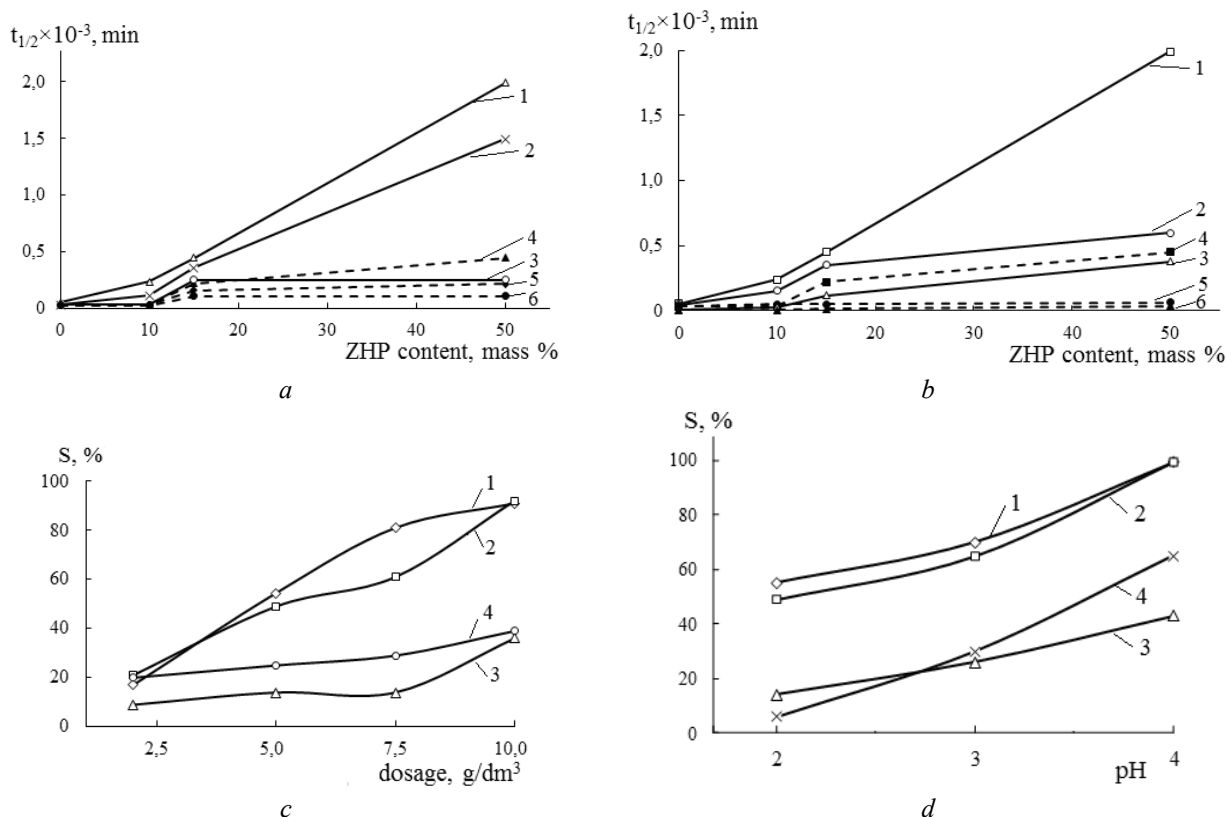 t1/2×10-3, min
2,0
1,5
1,0
0,5
0
1
2
4
3
5
6
0 10 20 30 40 50
ZHP content, mass %
a
t1/2×10-3, min
2,0
1,5
1,0
0,5
0
1
2
4
3
5
6
0 10 20 30 40 50
ZHP content, mass %
b
S, %
100
80
60
40
20
0
1
2
4
3
2,5 5,0 7,5 10,0
dosage, g/dm3
c
S, %
100
80
60
40
20
0
1
2
4
3
2 3 4
pH
d